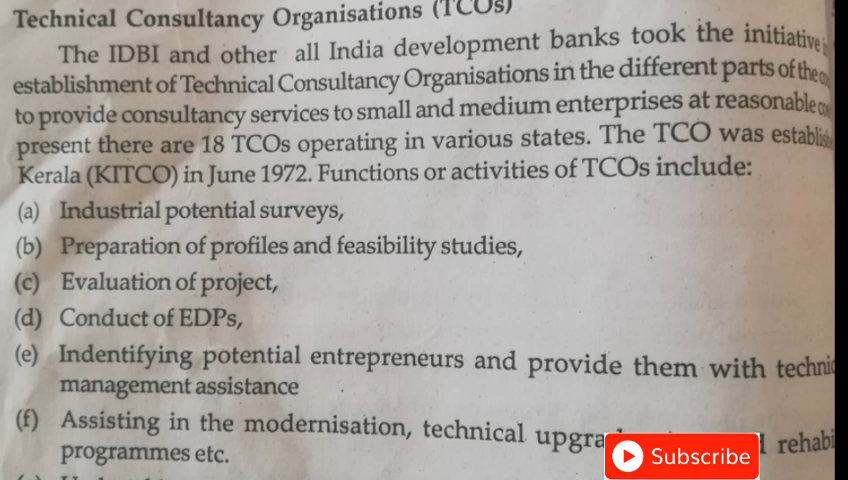 Technical Consultancy Organisations (TCOs)
The IDBI and other all India development banks took the initiative
establishment of Technical Consultancy Organisations in the different parts of the
to provide consultancy services to small and medium enterprises at reasonable
present there are 18 TCOs operating in various states. The TCO was
Kerala (KITCO) in June 1972. Functions or activities of TCOs include:
(a) Industrial potential surveys,
(b) Preparation of profiles and feasibility studies,
(c) Evaluation of project,
(d) Conduct of EDPs,
(e) Indentifying potential entrepreneurs and provide them with
management assistance
(f) Assisting in the modernisation, technical
programmes etc.
Subscribe